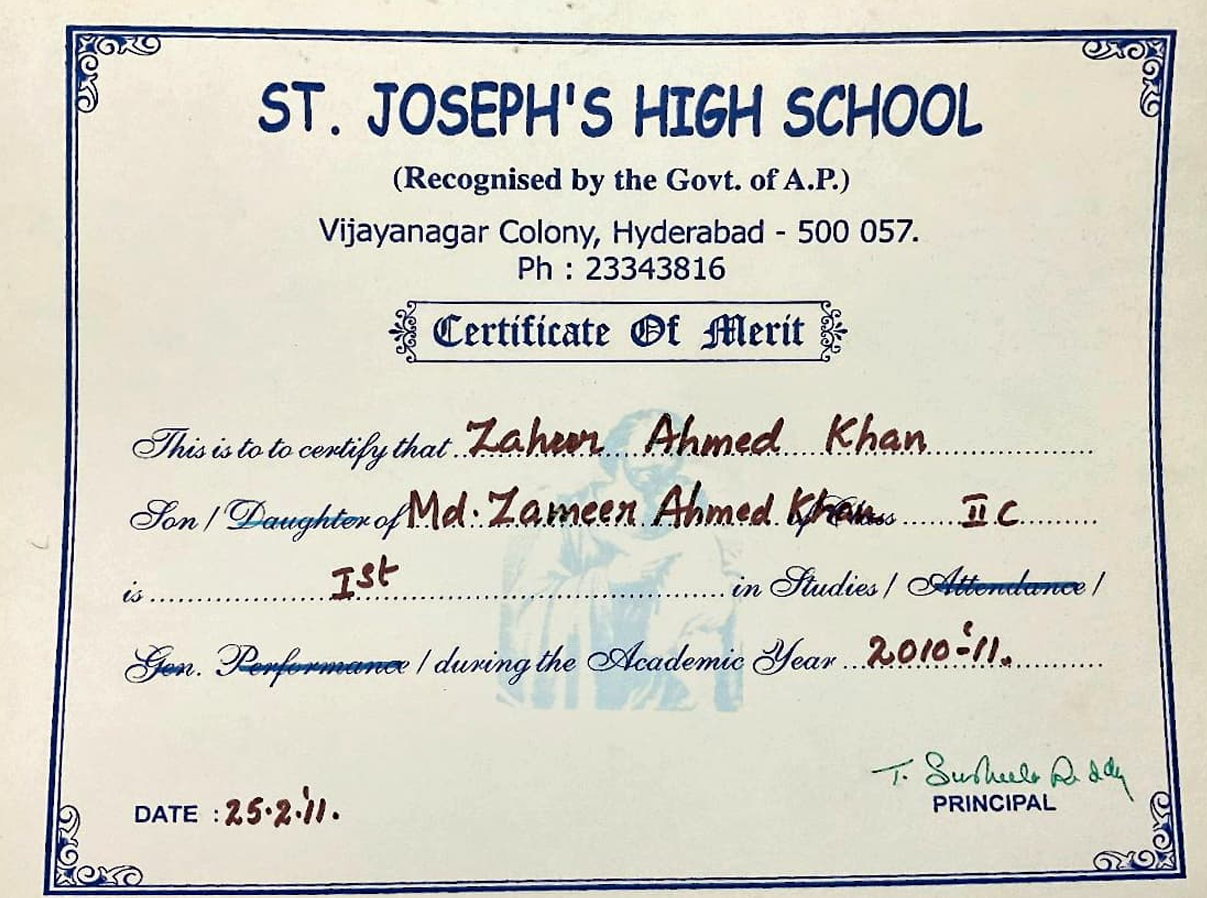 ST. JOSEPH'S HIGH SCHOOL
(Recognised by the Govt. of A.P.)
Vijayanagar Colony, Hyderabad - 500 057.
Ph : 23343816
Certificate Of Merit
This is to to certify that Zaheer Ahmed Khan
Son / Daughter of Md. Zameer Ahmed Khan of Class II C
is Ist in Studies / Attendance /
Gen. Performance / during the Academic Year 2010-'11.
T. Susheela Reddy
DATE : 25.2.'11. PRINCIPAL